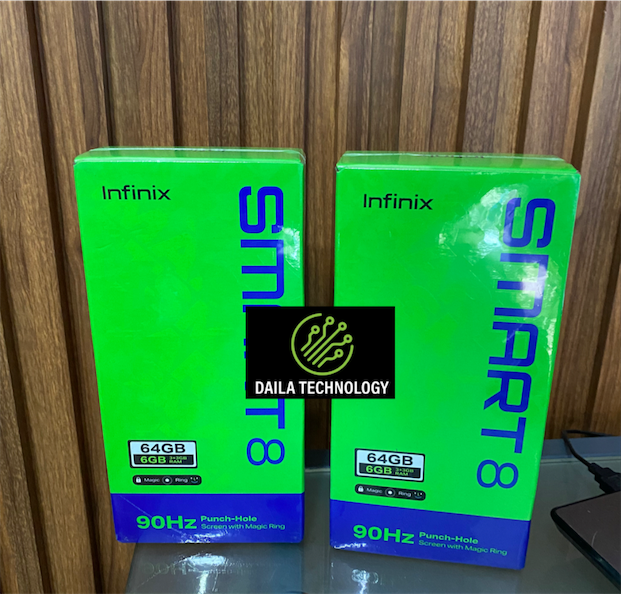 Infinix
SMART 8
64GB
6GB 3+3GB RAM
Magic Ring
90Hz Punch-Hole
Screen with Magic Ring
Infinix
SMART 8
64GB
6GB 3+3GB RAM
Magic Ring
90Hz Punch-Hole
Screen with Magic Ring
DAILA TECHNOLOGY